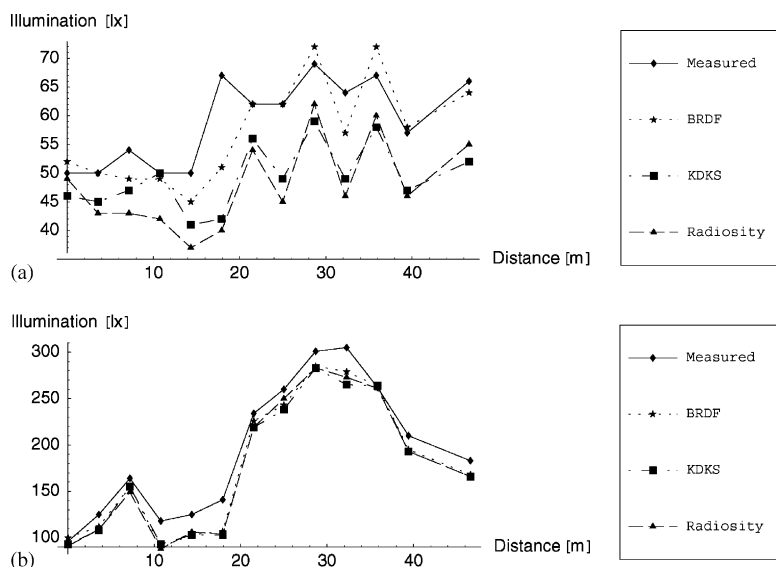 Illumination [lx]
70
65
60
55
50
45
40
10
20
30
40
Distance [m]
(a)
Measured
BRDF
KDKS
Radiosity
Illumination [lx]
300
250
200
150
100
10
20
30
40
Distance [m]
(b)
Measured
BRDF
KDKS
Radiosity